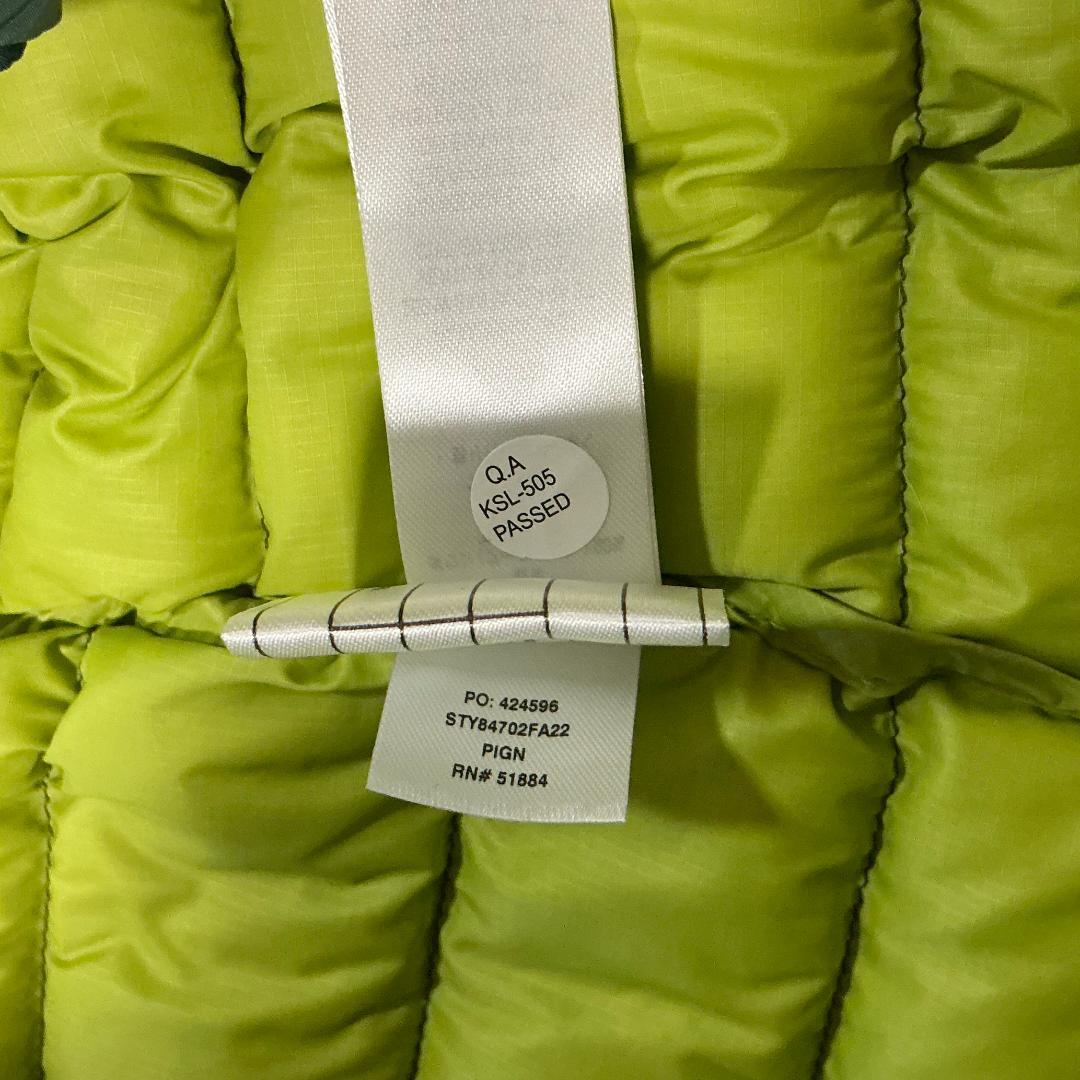 Q.A
KSL-505
PASSED
PO: 424596
STY84702FA22
PIGN
RN# 51884